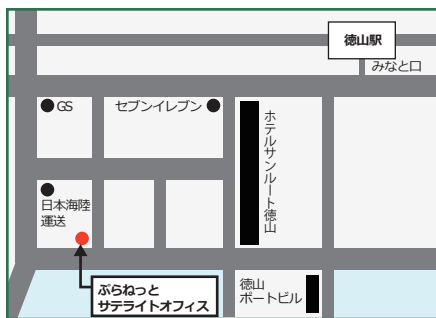 徳山駅
みなと口
GS
セブンイレブン
ホテルサンルート徳山
日本海陸
運送
ぷらねっと
サテライトオフィス
徳山
ポートビル